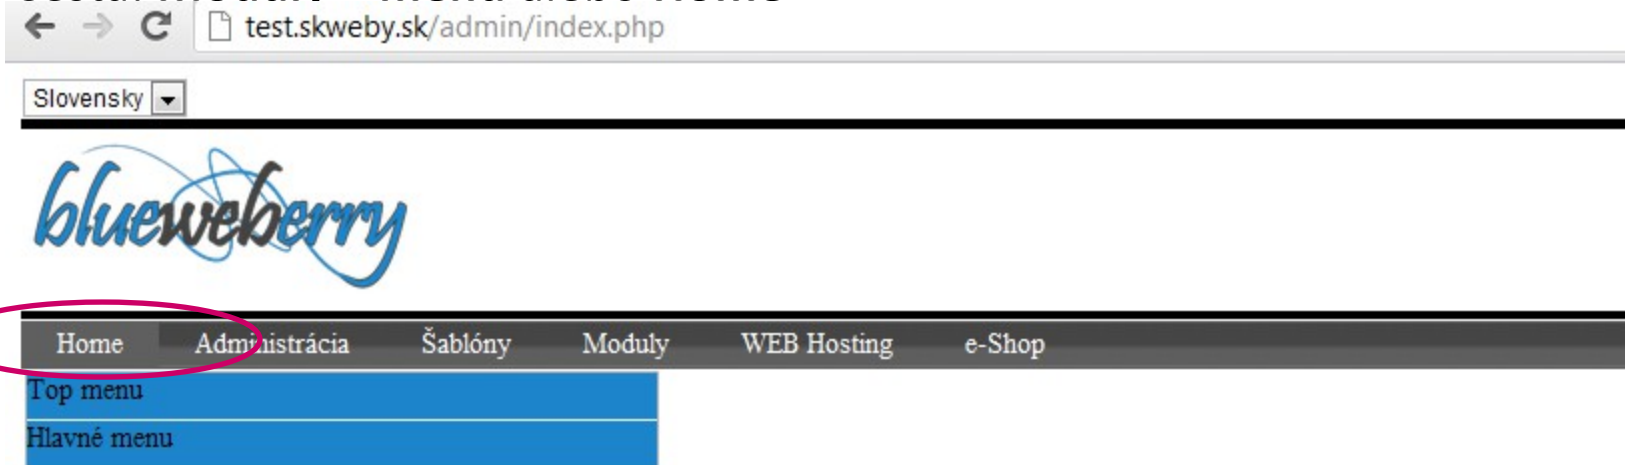 test.skweby.sk/admin/index.php
Slovensky
blueweberry
Home Administrácia Šablóny Moduly WEB Hosting e-Shop
Top menu
Hlavné menu